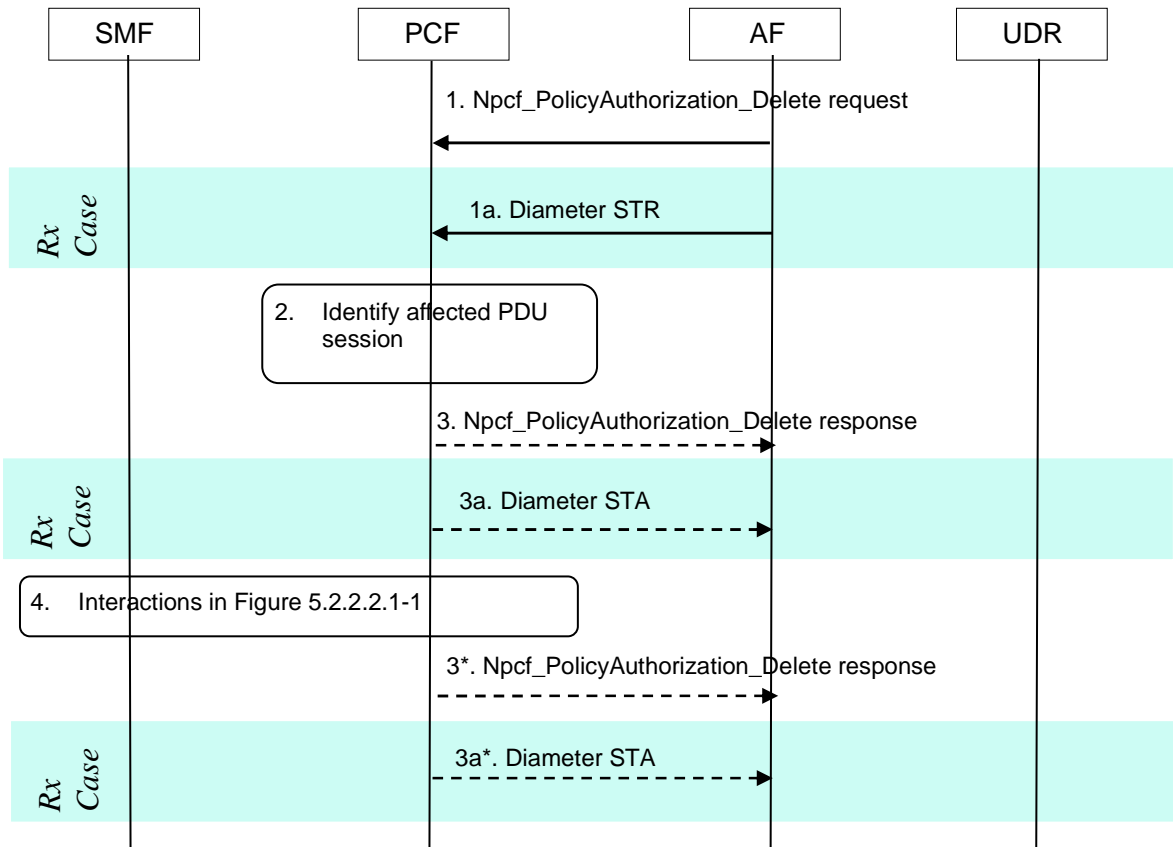 SMF
PCF
AF
UDR
1. Npcf_PolicyAuthorization_Delete request
Rx
Case
1a. Diameter STR
2. Identify affected PDU
session
3. Npcf_PolicyAuthorization_Delete response
Rx
Case
3a. Diameter STA
4. Interactions in Figure 5.2.2.2.1-1
3*. Npcf_PolicyAuthorization_Delete response
Rx
Case
3a*. Diameter STA